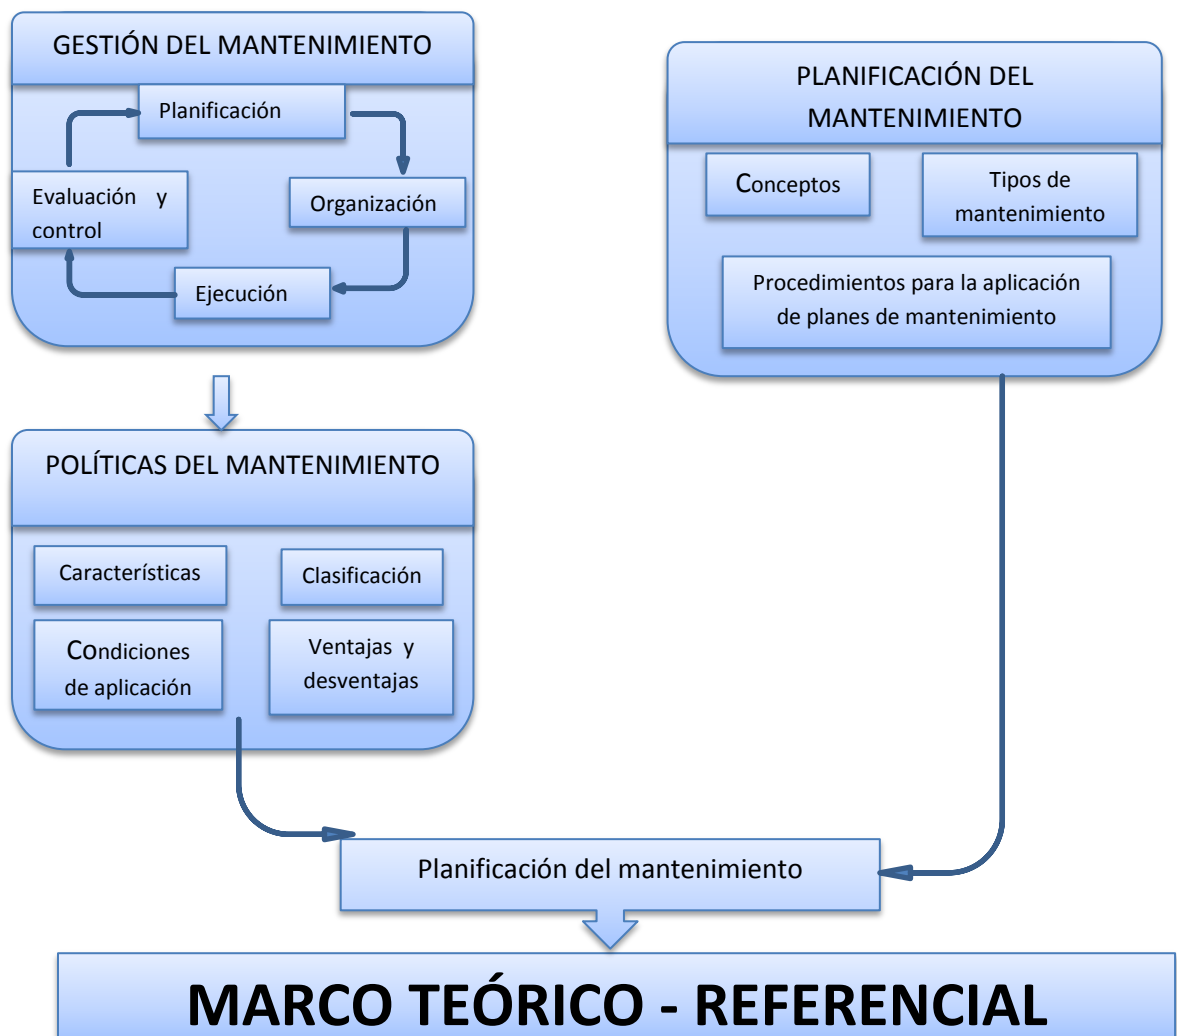 GESTIÓN DEL MANTENIMIENTO
Planificación
Organización
Ejecución
Evaluación y
control
PLANIFICACIÓN DEL
MANTENIMIENTO
Conceptos
Tipos de
mantenimiento
Procedimientos para la aplicación
de planes de mantenimiento
POLÍTICAS DEL MANTENIMIENTO
Características
Clasificación
Condiciones
de aplicación
Ventajas y
desventajas
Planificación del mantenimiento
MARCO TEÓRICO - REFERENCIAL